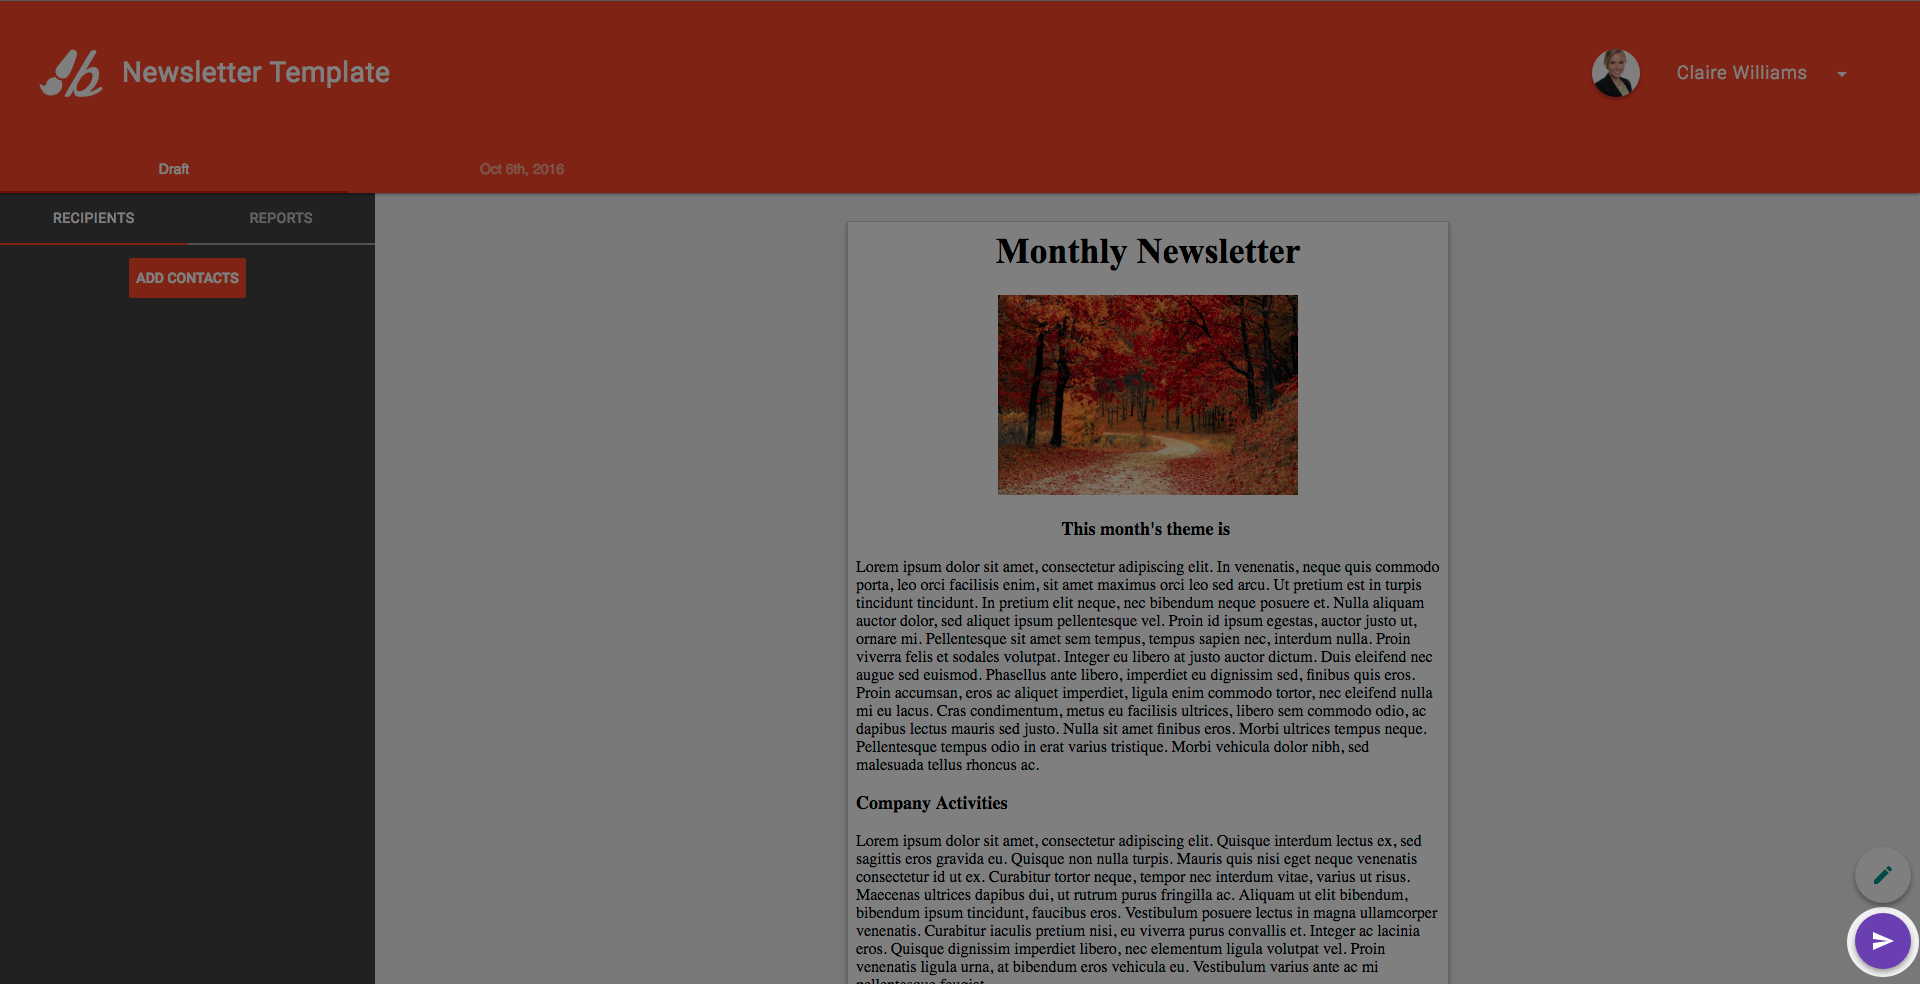 Newsletter Template
Claire Williams
Draft
Oct 6th, 2016
RECIPIENTS
REPORTS
ADD CONTACTS
Monthly Newsletter
This month's theme is
Lorem ipsum dolor sit amet, consectetur adipiscing elit. In venenatis, neque quis commodo
porta, leo orci facilisis enim, sit amet maximus orci leo sed arcu. Ut pretium est in turpis
tincidunt tincidunt. In pretium elit neque, nec bibendum neque posuere et. Nulla aliquam
auctor dolor, sed aliquet ipsum pellentesque vel. Proin id ipsum egestas, auctor justo ut,
ornare mi. Pellentesque sit amet sem tempus, tempus sapien nec, interdum nulla. Proin
viverra felis et sodales volutpat. Integer eu libero at justo auctor dictum. Duis eleifend nec
augue sed euismod. Phasellus ante libero, imperdiet eu dignissim sed, finibus quis eros.
Proin accumsan, eros ac aliquet imperdiet, ligula enim commodo tortor, nec eleifend nulla
mi eu lacus. Cras condimentum, metus eu facilisis ultrices, libero sem commodo odio, ac
dapibus lectus mauris sed justo. Nulla sit amet finibus eros. Morbi ultrices tempus neque.
Pellentesque tempus odio in erat varius tristique. Morbi vehicula dolor nibh, sed
malesuada tellus rhoncus ac.
Company Activities
Lorem ipsum dolor sit amet, consectetur adipiscing elit. Quisque interdum lectus ex, sed
sagittis eros gravida eu. Quisque non nulla turpis. Mauris quis nisi eget neque venenatis
consectetur id ut ex. Curabitur tortor neque, tempor nec interdum vitae, varius ut risus.
Maecenas ultrices dapibus dui, ut rutrum purus fringilla ac. Aliquam ut elit bibendum,
bibendum ipsum tincidunt, faucibus eros. Vestibulum posuere lectus in magna ullamcorper
venenatis. Curabitur iaculis pretium nisi, eu viverra purus convallis et. Integer ac lacinia
eros. Quisque dignissim imperdiet libero, nec elementum ligula volutpat vel. Proin
venenatis ligula urna, at bibendum eros vehicula eu. Vestibulum varius ante ac mi